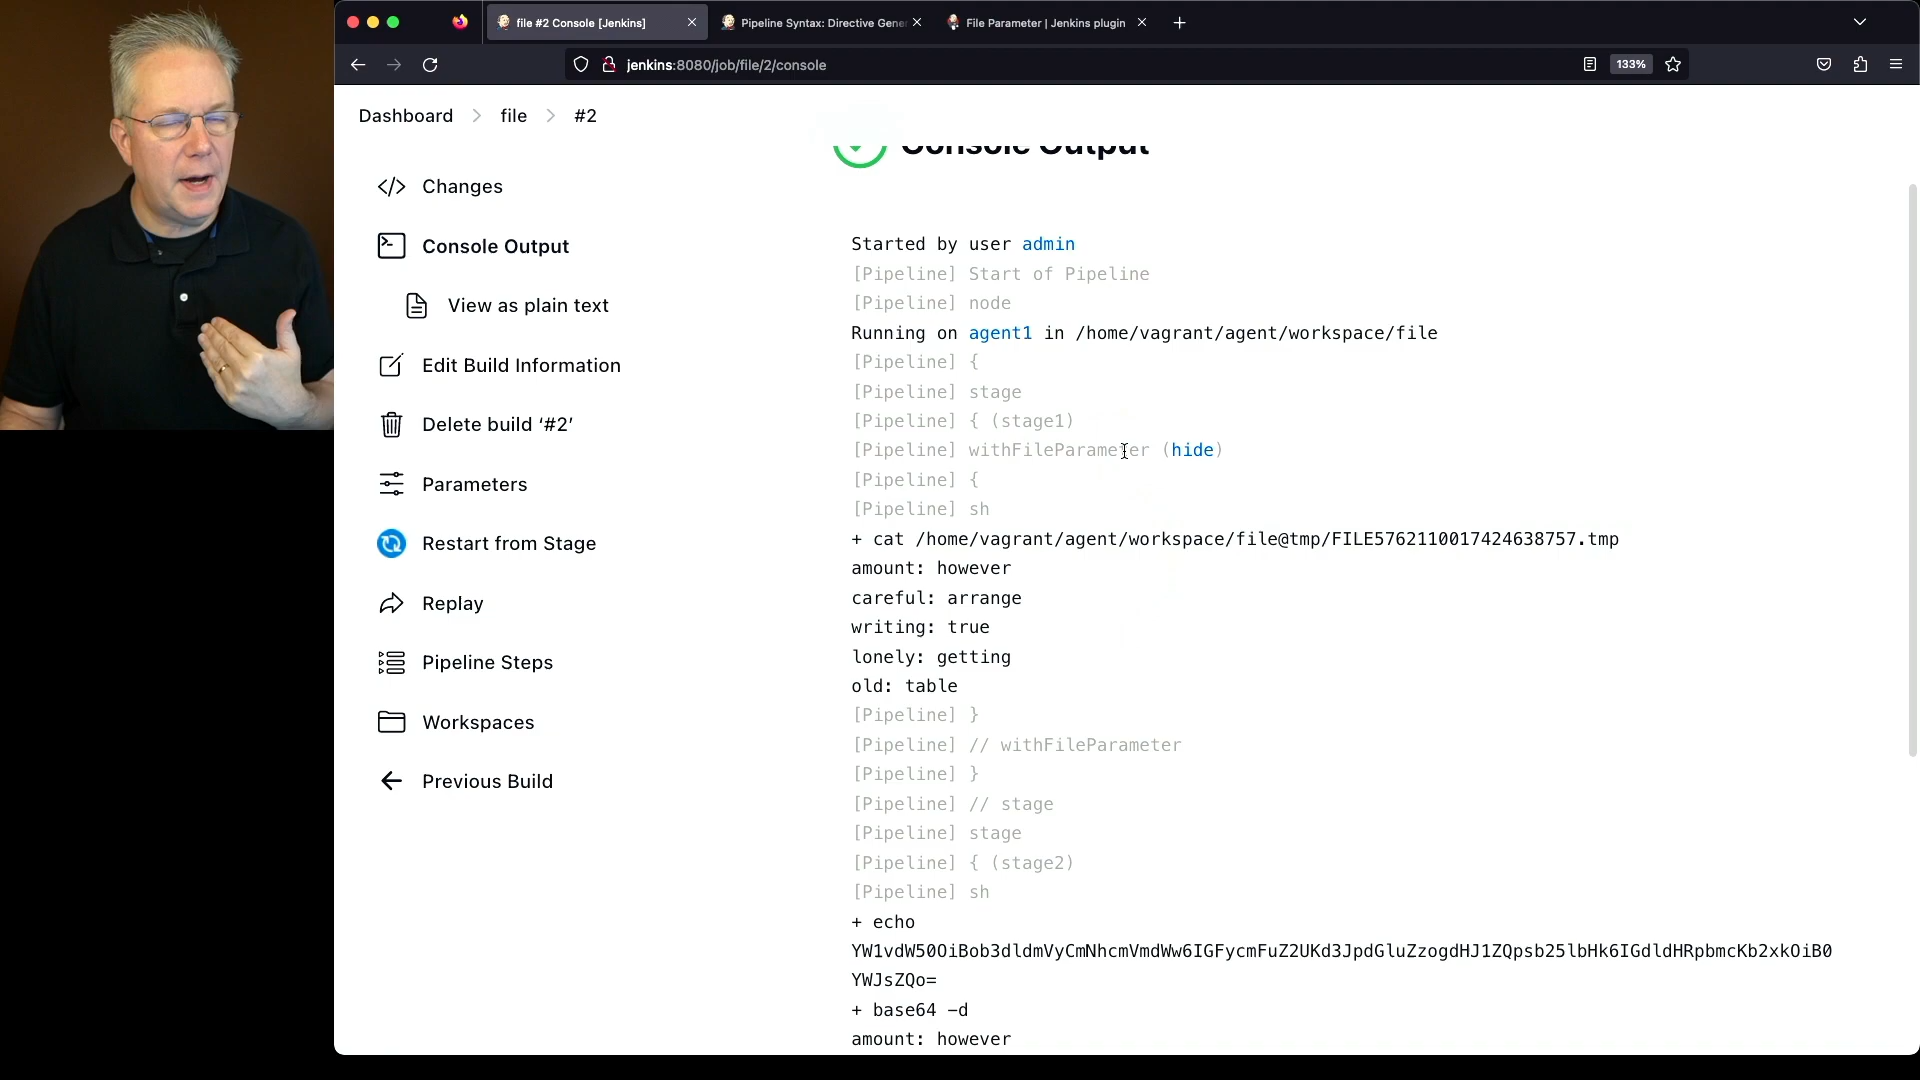 file #2 Console [Jenkins]
Pipeline Syntax: Directive Gene
File Parameter | Jenkins plugin
jenkins:8080/job/file/2/console
133%
Dashboard
file
#2
Console Output
Changes
Console Output
View as plain text
Edit Build Information
Delete build ‘#2’
Parameters
Restart from Stage
Replay
Pipeline Steps
Workspaces
Previous Build
Started by user admin
[Pipeline] Start of Pipeline
[Pipeline] node
Running on agent1 in /home/vagrant/agent/workspace/file
[Pipeline] {
[Pipeline] stage
[Pipeline] { (stage1)
[Pipeline] withFileParameter (hide)
[Pipeline] {
[Pipeline] sh
+ cat /home/vagrant/agent/workspace/file@tmp/FILE5762110017424638757.tmp
amount: however
careful: arrange
writing: true
lonely: getting
old: table
[Pipeline] }
[Pipeline] // withFileParameter
[Pipeline] }
[Pipeline] // stage
[Pipeline] stage
[Pipeline] { (stage2)
[Pipeline] sh
+ echo
YW1vdW50OiBob3dldmVyCmNhcmVmdWw6IGFycmFuZ2UKd3JpdGluZzogdHJ1ZQpsb25lbHk6IGdldHRpbmcKb2xkOiB0
YWJsZQo=
+ base64 -d
amount: however